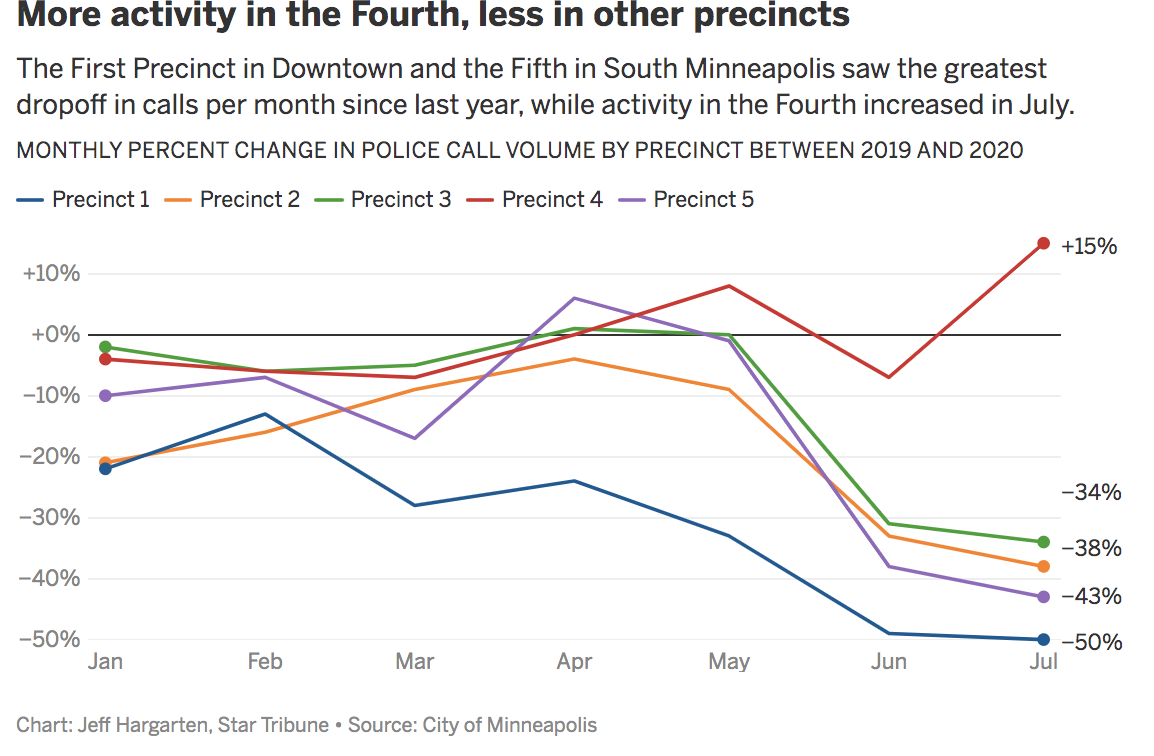 More activity in the Fourth, less in other precincts
The First Precinct in Downtown and the Fifth in South Minneapolis saw the greatest
dropoff in calls per month since last year, while activity in the Fourth increased in July.
MONTHLY PERCENT CHANGE IN POLICE CALL VOLUME BY PRECINCT BETWEEN 2019 AND 2020
Precinct 1 Precinct 2 Precinct 3 Precinct 4 Precinct 5
+15%
+10%
+0%
−10%
−20%
−34%
−30%
−38%
−40%
−43%
−50%
−50%
Jan Feb Mar Apr May Jun Jul
Chart: Jeff Hargarten, Star Tribune • Source: City of Minneapolis